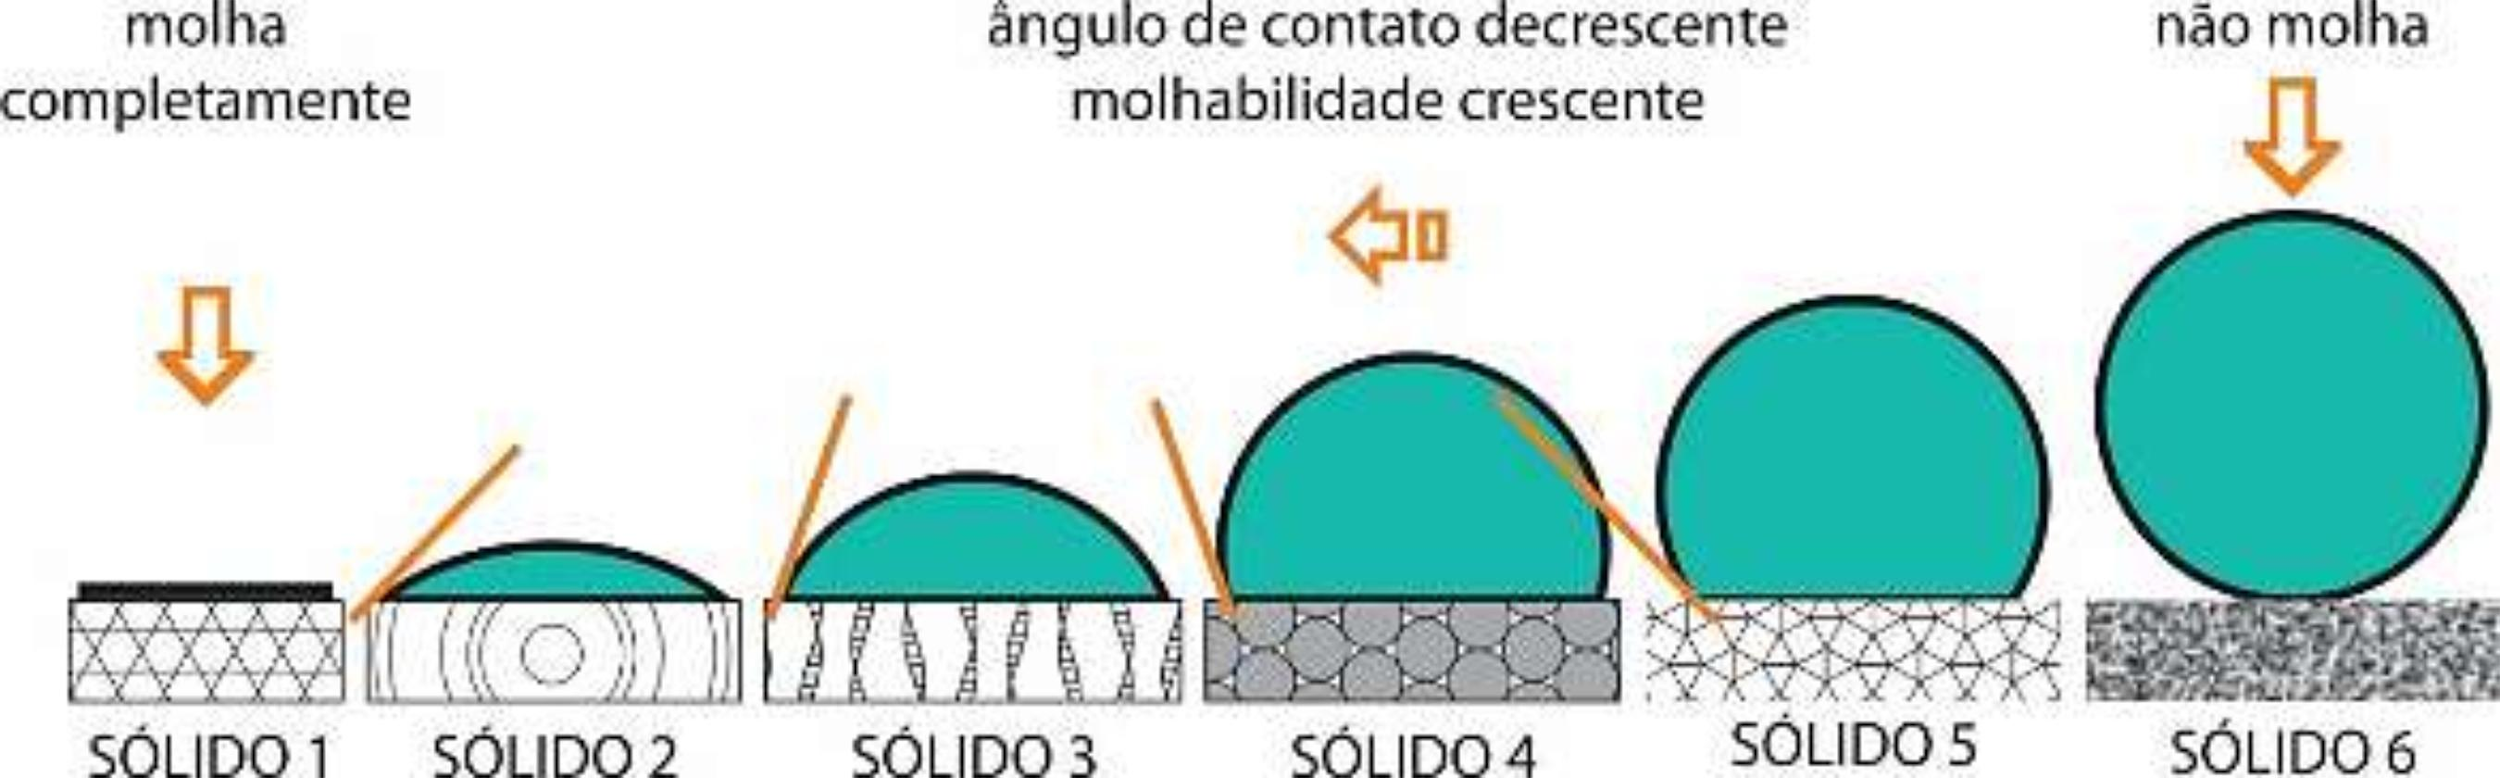 molha
completamente
ângulo de contato decrescente
molhabilidade crescente
não molha
SÓLIDO 1
SÓLIDO 2
SÓLIDO 3
SÓLIDO 4
SÓLIDO 5
SÓLIDO 6